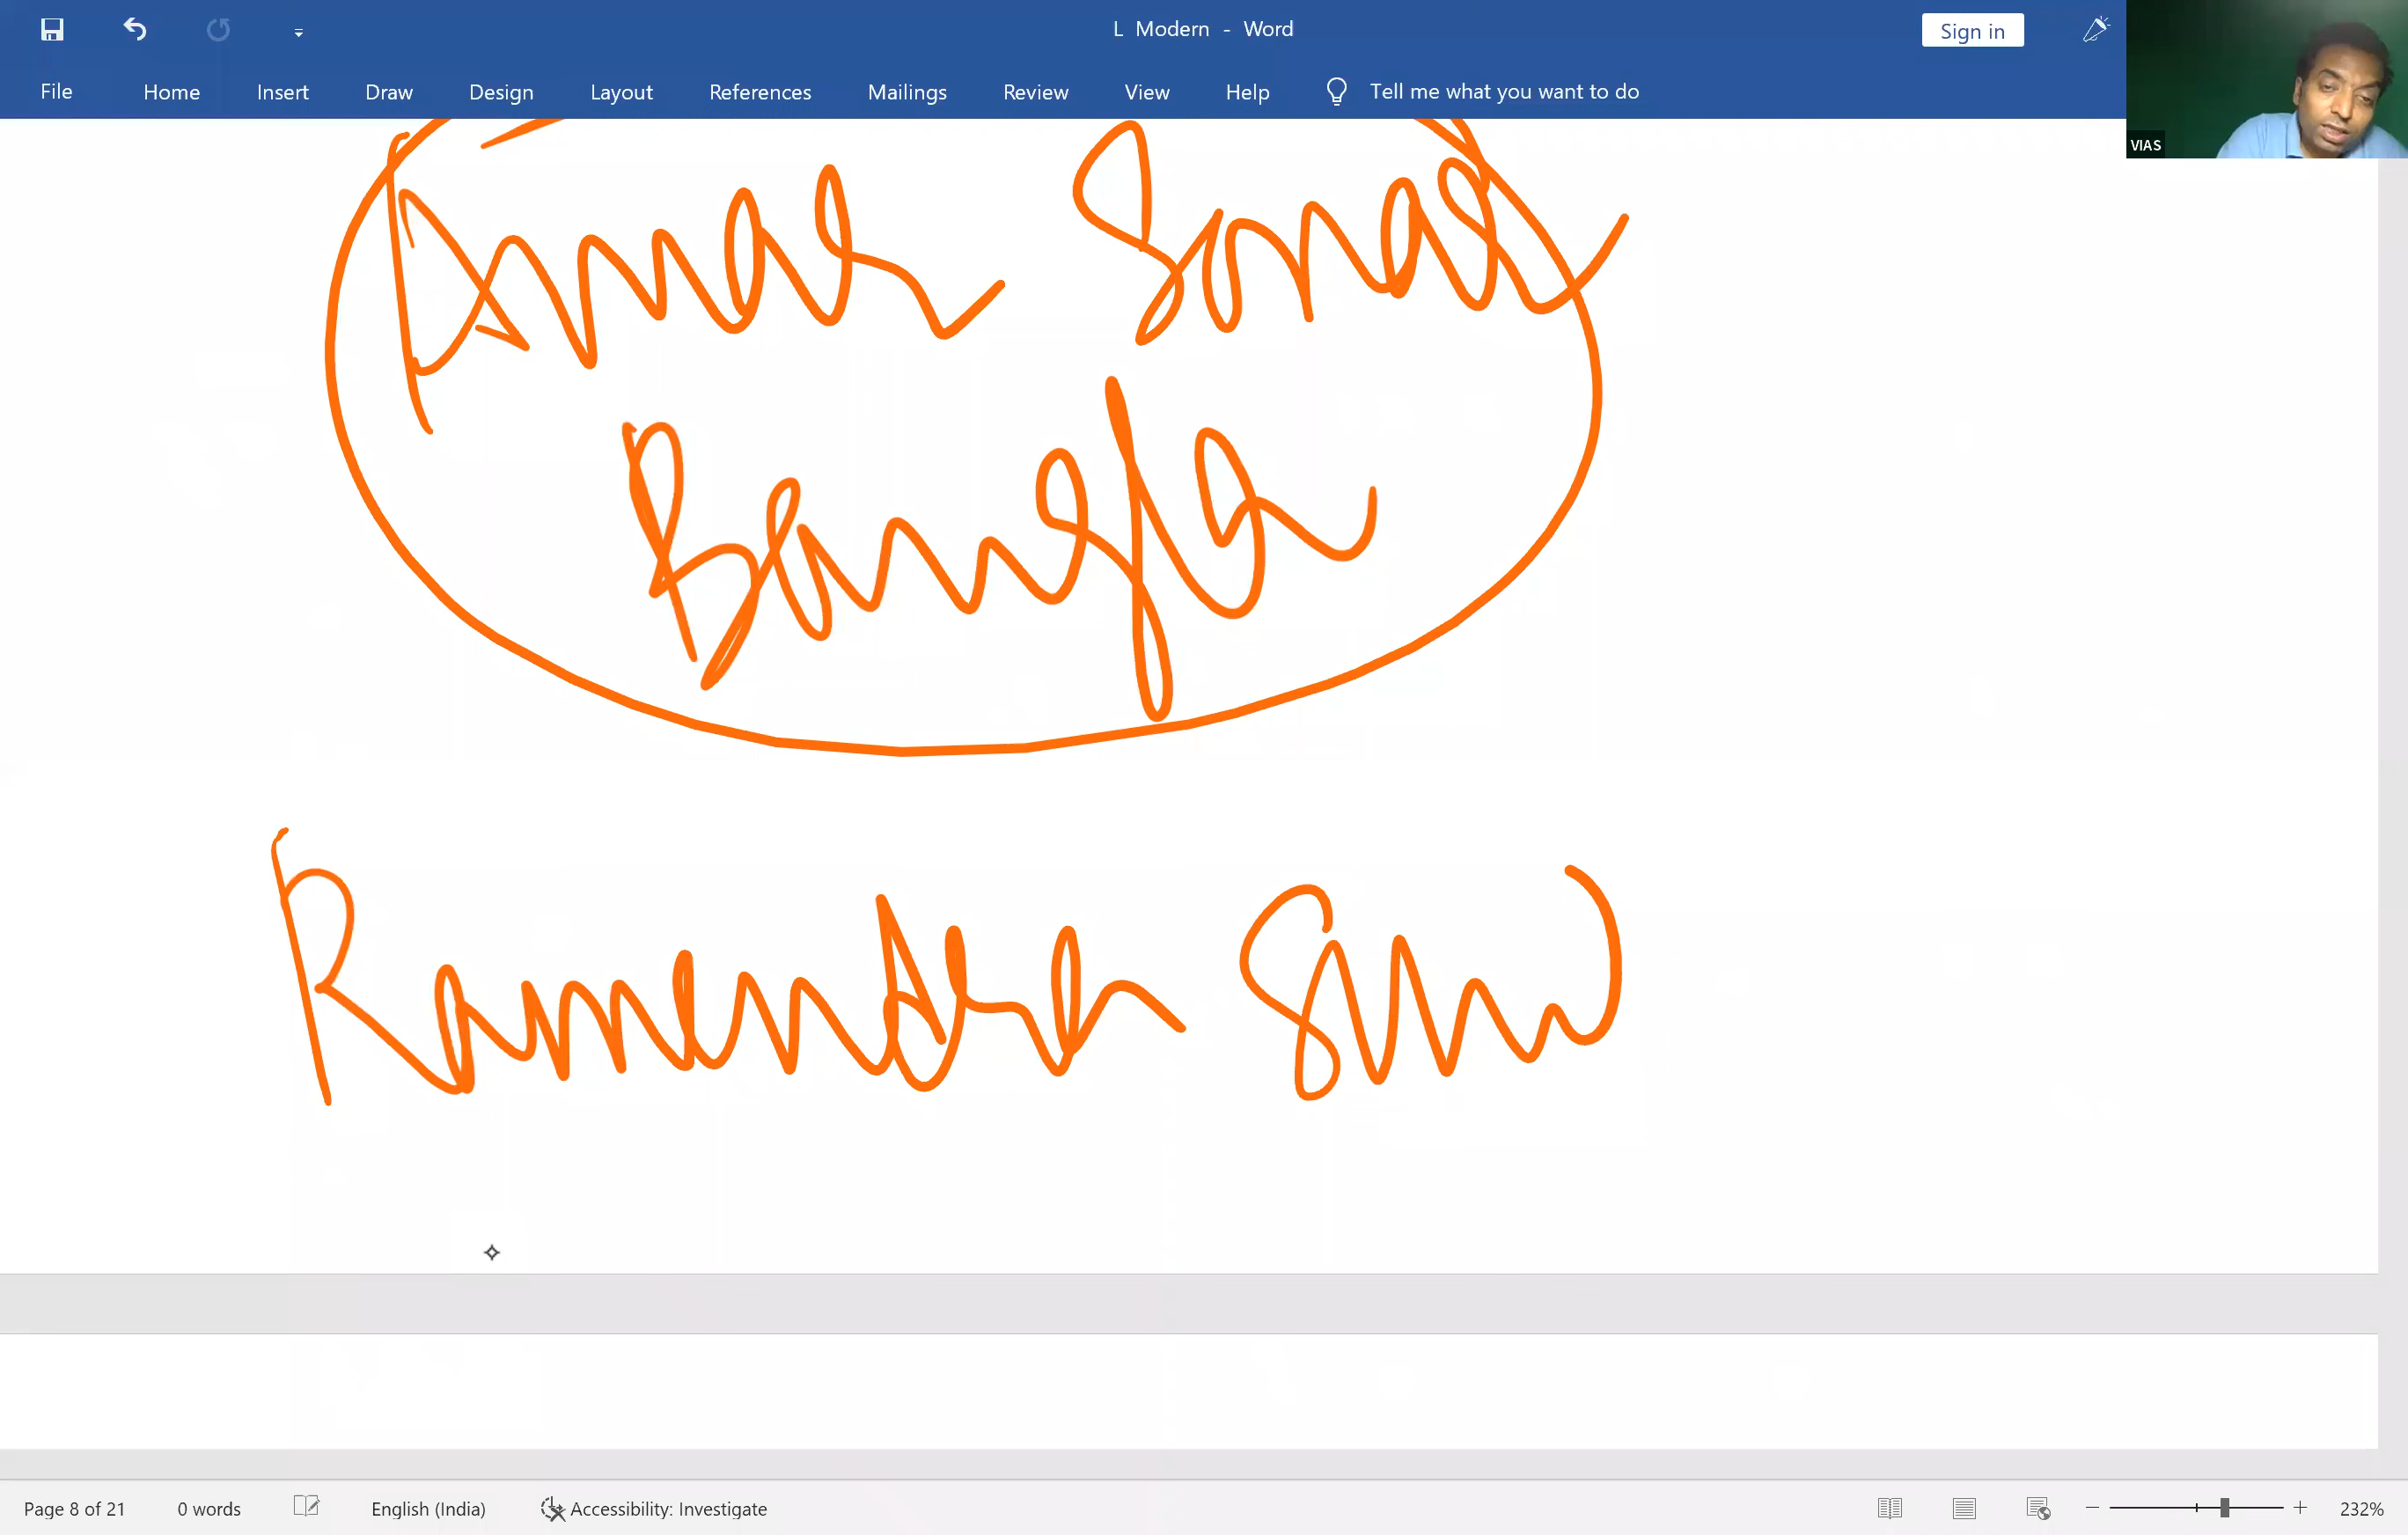 L Modern - Word
Sign in
File Home Insert Draw Design Layout References Mailings Review View Help Tell me what you want to do
VIAS
Amar Sonar
Bangla
Ramendra
Page 8 of 21 0 words English (India) Accessibility: Investigate 232%